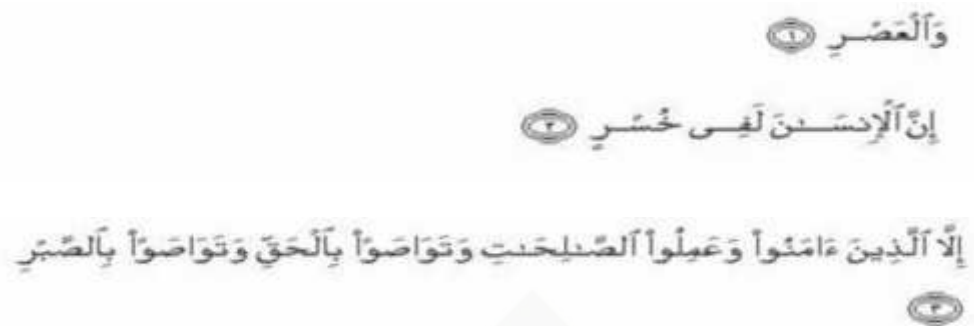 وَٱلْعَصْرِ ١
إِنَّ ٱلْإِنسَـٰنَ لَفِى خُسْرٍ ٢
إِلَّا ٱلَّذِينَ ءَامَنُوا۟ وَعَمِلُوا۟ ٱلصَّـٰلِحَـٰتِ وَتَوَاصَوْا۟ بِٱلْحَقِّ وَتَوَاصَوْا۟ بِٱلصَّبْرِ
٣